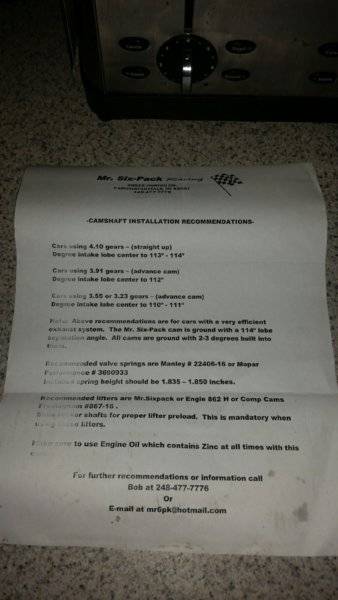 Mr. Six-Pack Racing
248-477-7776
-CAMSHAFT INSTALLATION RECOMMENDATIONS-
Cars using 4.10 gears – (straight up)
Degree intake lobe center to 113° - 114°
Cars using 3.91 gears – (advance cam)
Degree intake lobe center to 112°
Cars using 3.55 or 3.23 gears – (advance cam)
Degree intake lobe center to 110° - 111°
Note: Above recommendations are for cars with a very efficient
exhaust system. The Mr. Six-Pack cam is ground with a 114° lobe
separation angle. All cams are ground with 2-3 degrees built into
them.
Recommended valve springs are Manley # 22406-16 or Mopar
Performance #
Installed spring height should be 1.835 – 1.850 inches.
Recommended lifters are Mr.Sixpack or Engle 862 H or Comp Cams
#867-16.
shafts for proper lifter preload. This is mandatory when
using these lifters.
Make sure to use Engine Oil which contains Zinc at all times with this
For further recommendations or information call
Bob at 248-477-7776
Or
E-mail at mr6pk@hotmail.com